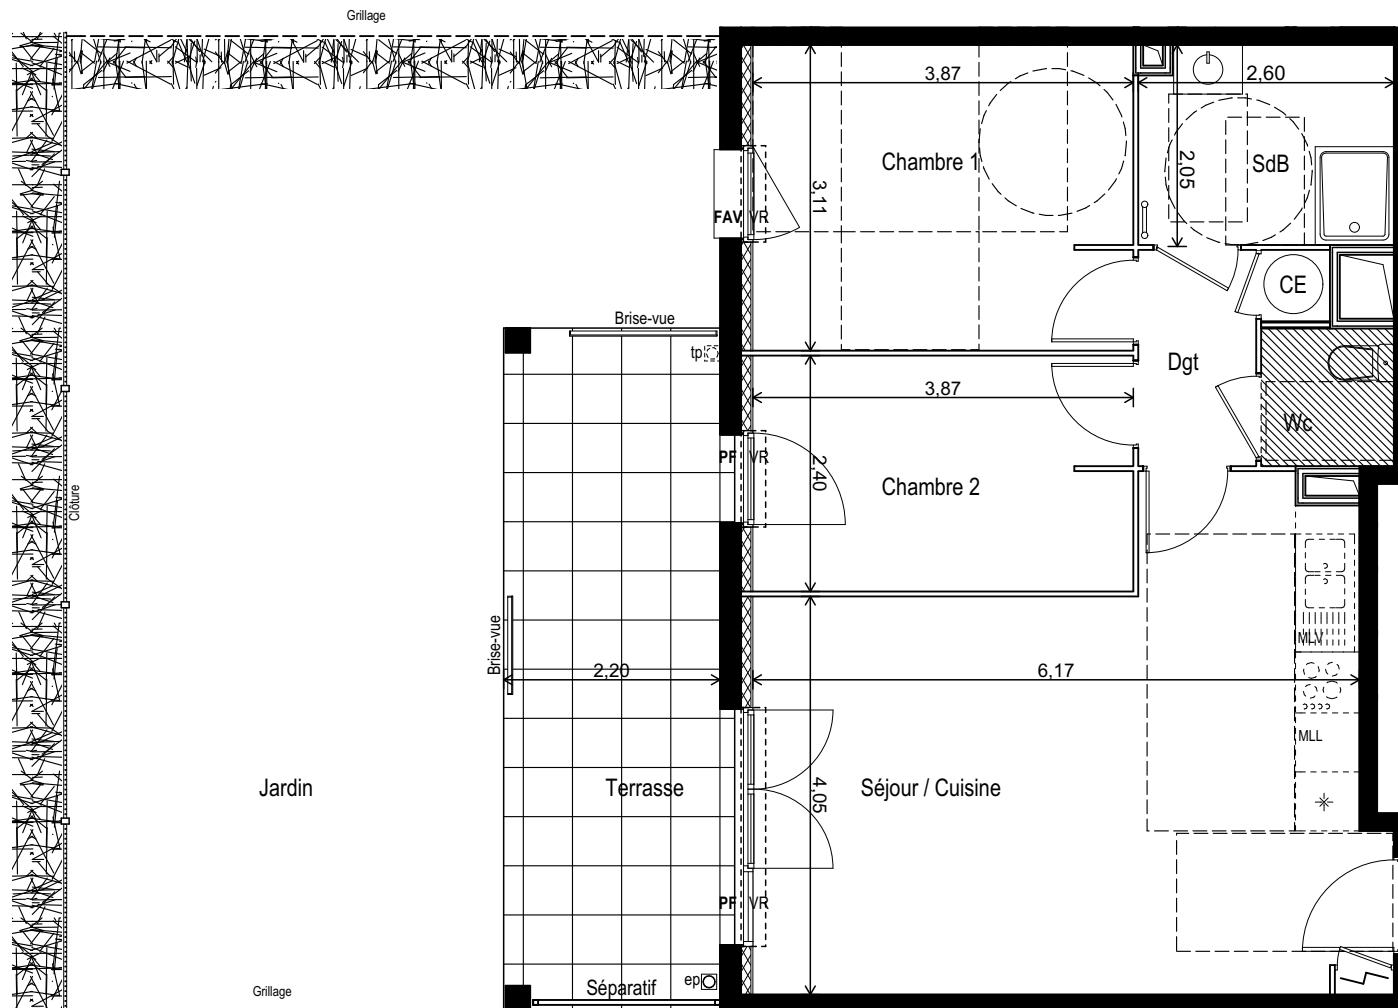 Grillage
3,87
2,60
Chambre 1
2,05
SdB
3,11
FAV
VR
CE
Brise-vue
tp
Dgt
3,87
Wc
PF
VR
2,40
Chambre 2
Clôture
MLV
Brise-vue
2,20
6,17
MLL
Jardin
Terrasse
4,05
Séjour / Cuisine
PF
VR
ep
Séparatif
Grillage